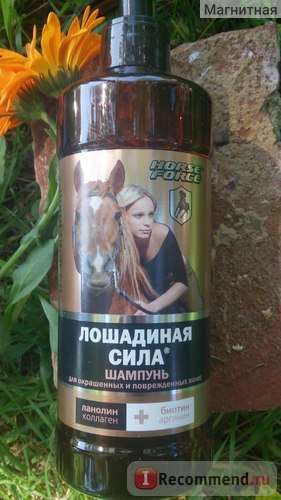 Магнитная
HORSE
FORCE
ЛОШАДИНАЯ
СИЛА®
ШАМПУНЬ
для окрашенных и поврежденных волос
ланолин
коллаген
+
биотин
аргинин
iRecommend.ru